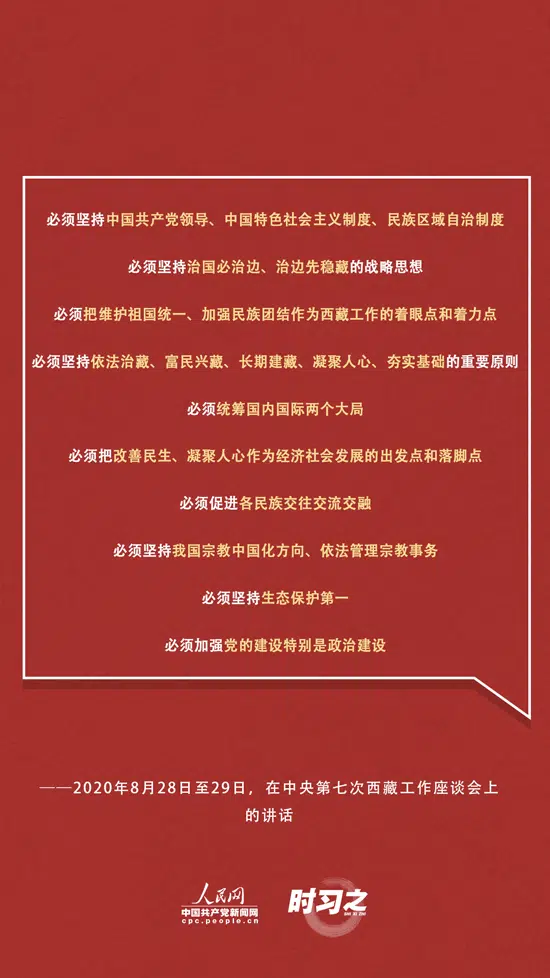 必须坚持中国共产党领导、中国特色社会主义制度、民族区域自治制度
必须坚持治国必治边、治边先稳藏的战略思想
必须把维护祖国统一、加强民族团结作为西藏工作的着眼点和着力点
必须坚持依法治藏、富民兴藏、长期建藏、凝聚人心、夯实基础的重要原则
必须统筹国内国际两个大局
必须把改善民生、凝聚人心作为经济社会发展的出发点和落脚点
必须促进各民族交往交流交融
必须坚持我国宗教中国化方向、依法管理宗教事务
必须坚持生态保护第一
必须加强党的建设特别是政治建设
——2020年8月28日至29日，在中央第七次西藏工作座谈会上
的讲话
人民网
中国共产党新闻网
cpc.people.cn
时习之
SHI XI ZHI